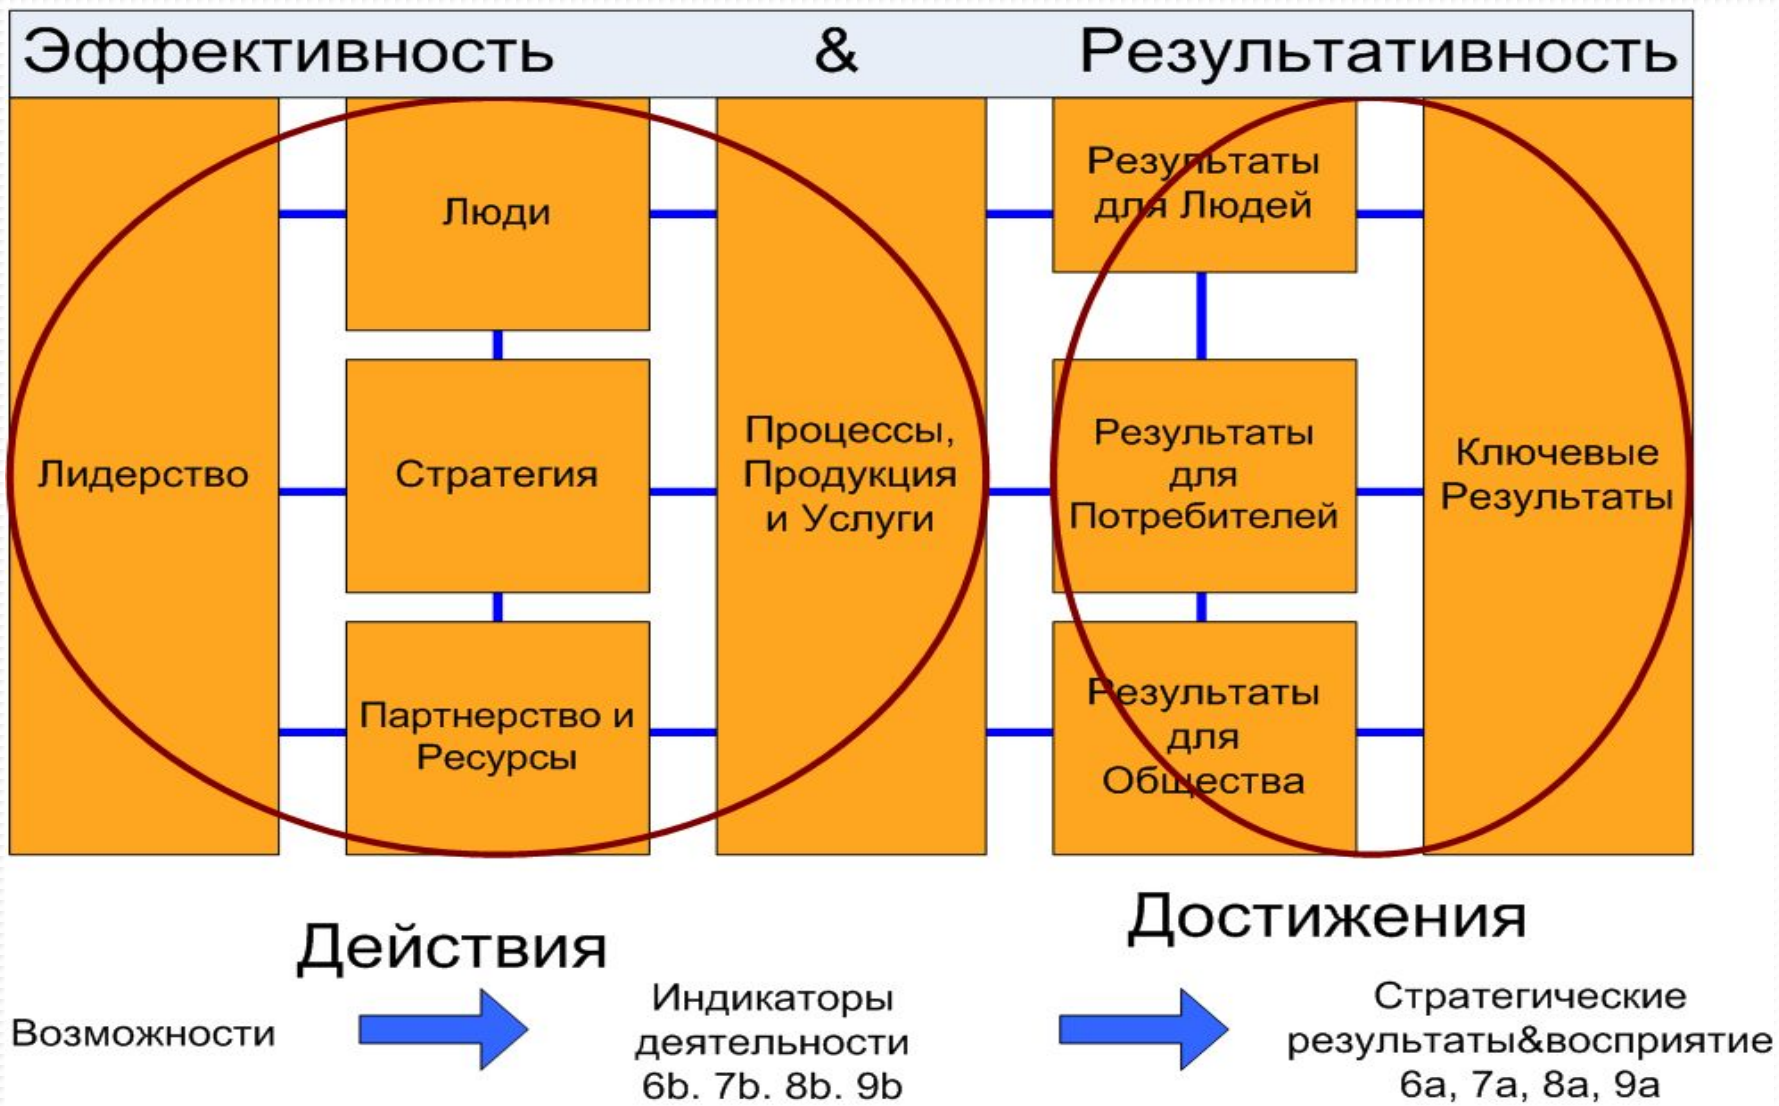 Эффективность & Результативность
Лидерство
Люди
Стратегия
Партнерство и
Ресурсы
Процессы,
Продукция
и Услуги
Результаты
для Людей
Результаты
для
Потребителей
Результаты
для
Общества
Ключевые
Результаты
Действия
Достижения
Возможности
Индикаторы
деятельности
6b. 7b. 8b. 9b
Стратегические
результаты&восприятие
6a, 7a, 8a, 9a